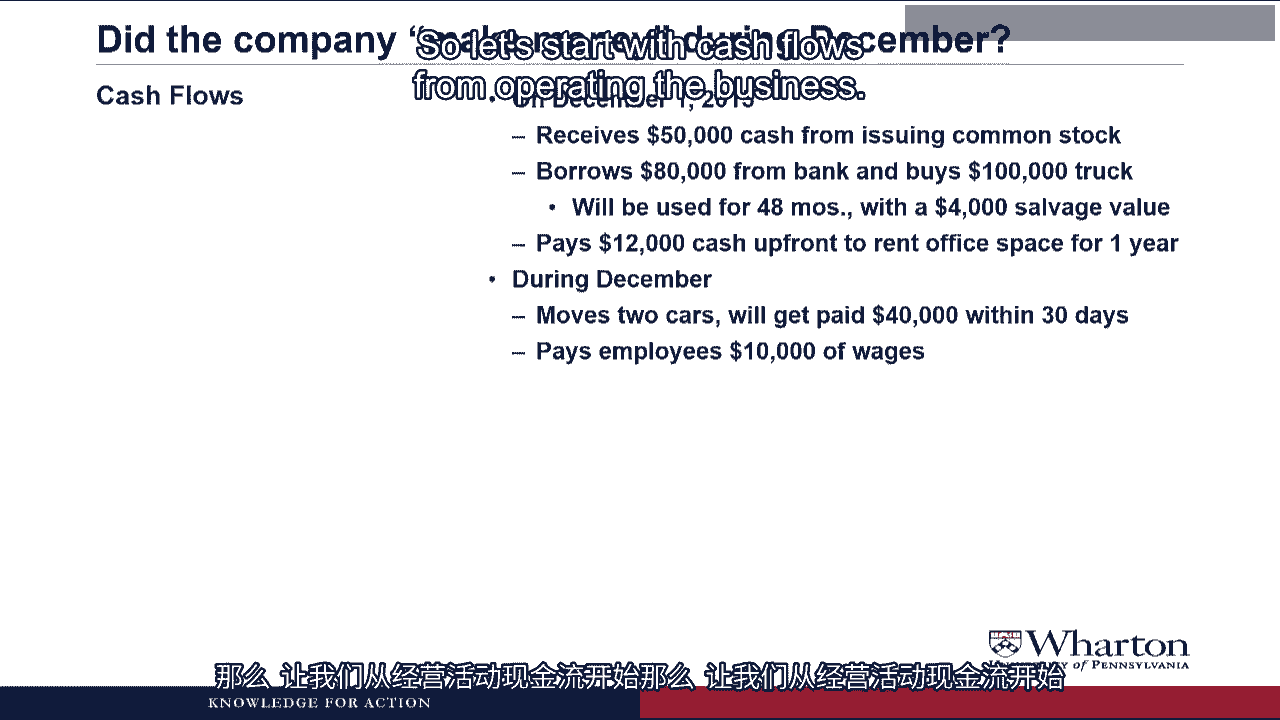 Did the company “make money” during December?
So let's start with cash flows
from operating the business.
Cash Flows
• On December 1, 2015
– Receives $50,000 cash from issuing common stock
– Borrows $80,000 from bank and buys $100,000 truck
• Will be used for 48 mos., with a $4,000 salvage value
– Pays $12,000 cash upfront to rent office space for 1 year
• During December
– Moves two cars, will get paid $40,000 within 30 days
– Pays employees $10,000 of wages
Wharton
UNIVERSITY of PENNSYLVANIA
那么 让我们从经营活动现金流开始那么 让我们从经营活动现金流开始
KNOWLEDGE FOR ACTION